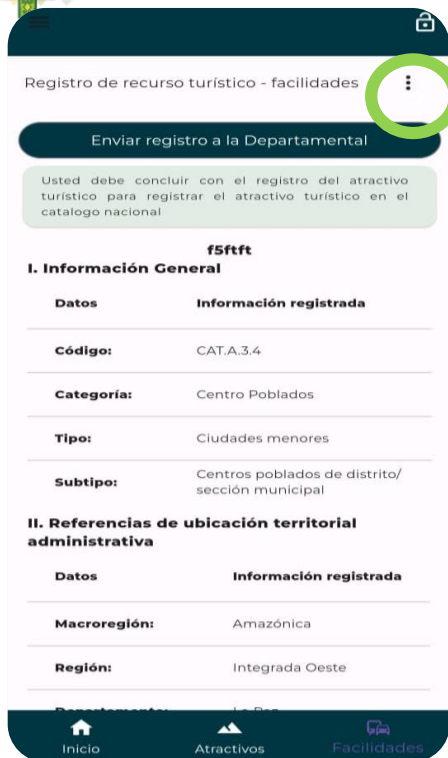 Registro de recurso turístico - facilidades
Enviar registro a la Departamental
Usted debe concluir con el registro del atractivo
turístico para registrar el atractivo turístico en el
catalogo nacional
f5ftft
I. Información General
Datos Información registrada
Código: CAT.A.3.4
Categoría: Centro Poblados
Tipo: Ciudades menores
Subtipo: Centros poblados de distrito/
sección municipal
II. Referencias de ubicación territorial
administrativa
Datos Información registrada
Macroregión: Amazónica
Región: Integrada Oeste
Departamento: La Paz
Inicio Atractivos Facilidades